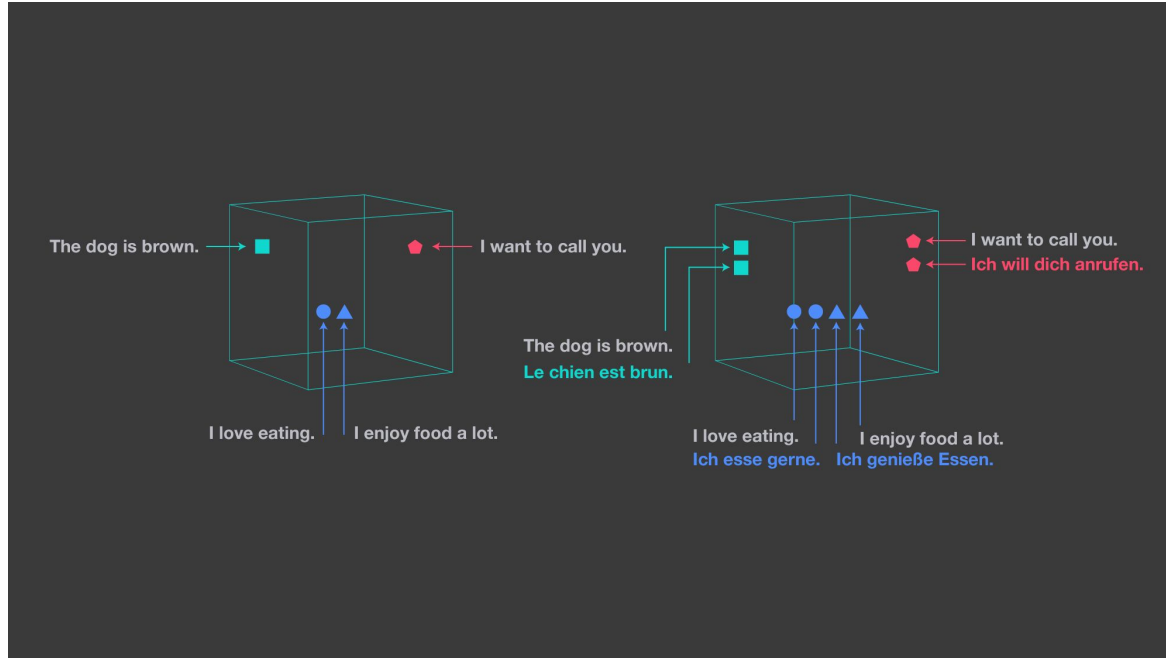 The dog is brown.
I want to call you.
I love eating.
I enjoy food a lot.
I want to call you.
Ich will dich anrufen.
The dog is brown.
Le chien est brun.
I love eating.
Ich esse gerne.
I enjoy food a lot.
Ich genieße Essen.